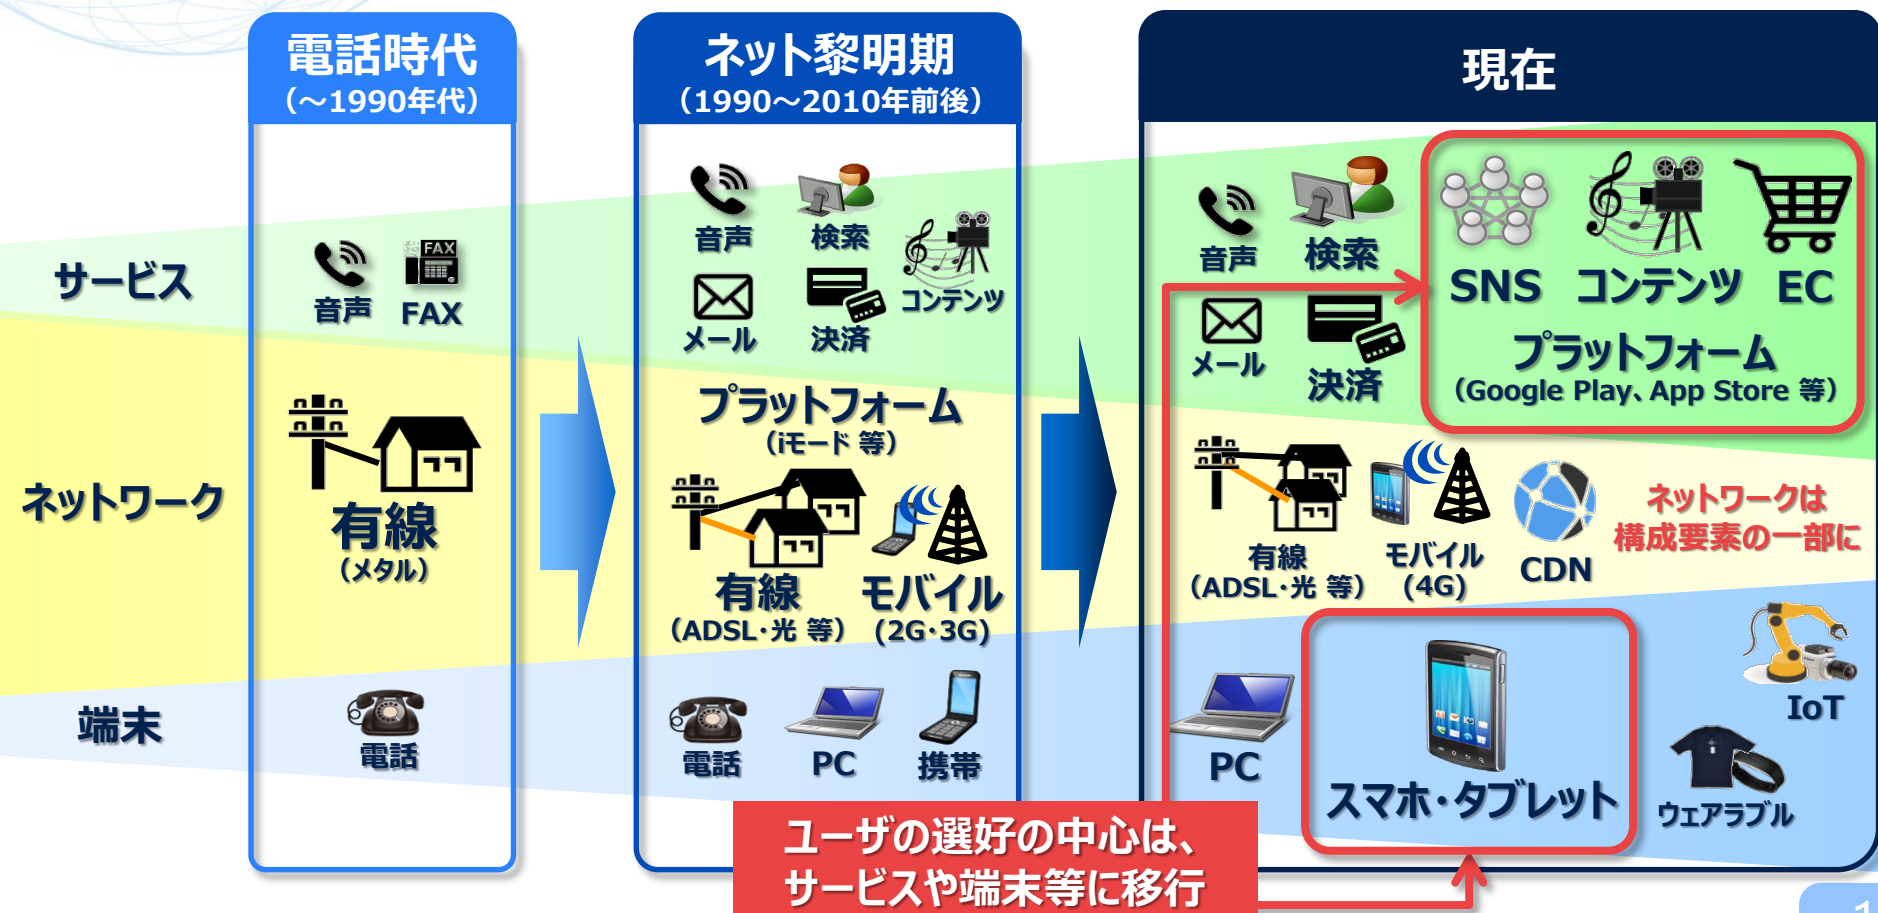 電話時代
（～1990年代）
ネット黎明期
（1990～2010年前後）
現在
サービス
ネットワーク
端末
音声
FAX
FAX
有線
（メタル）
電話
音声
検索
コンテンツ
メール
決済
プラットフォーム
（iモード 等）
有線
（ADSL・光 等）
モバイル
(2G・3G)
電話
PC
携帯
音声
検索
メール
決済
SNS
コンテンツ
EC
プラットフォーム
（Google Play、App Store 等）
有線
（ADSL・光 等）
モバイル
(4G)
CDN
ネットワークは
構成要素の一部に
PC
スマホ・タブレット
IoT
ウェアラブル
ユーザの選好の中心は、
サービスや端末等に移行